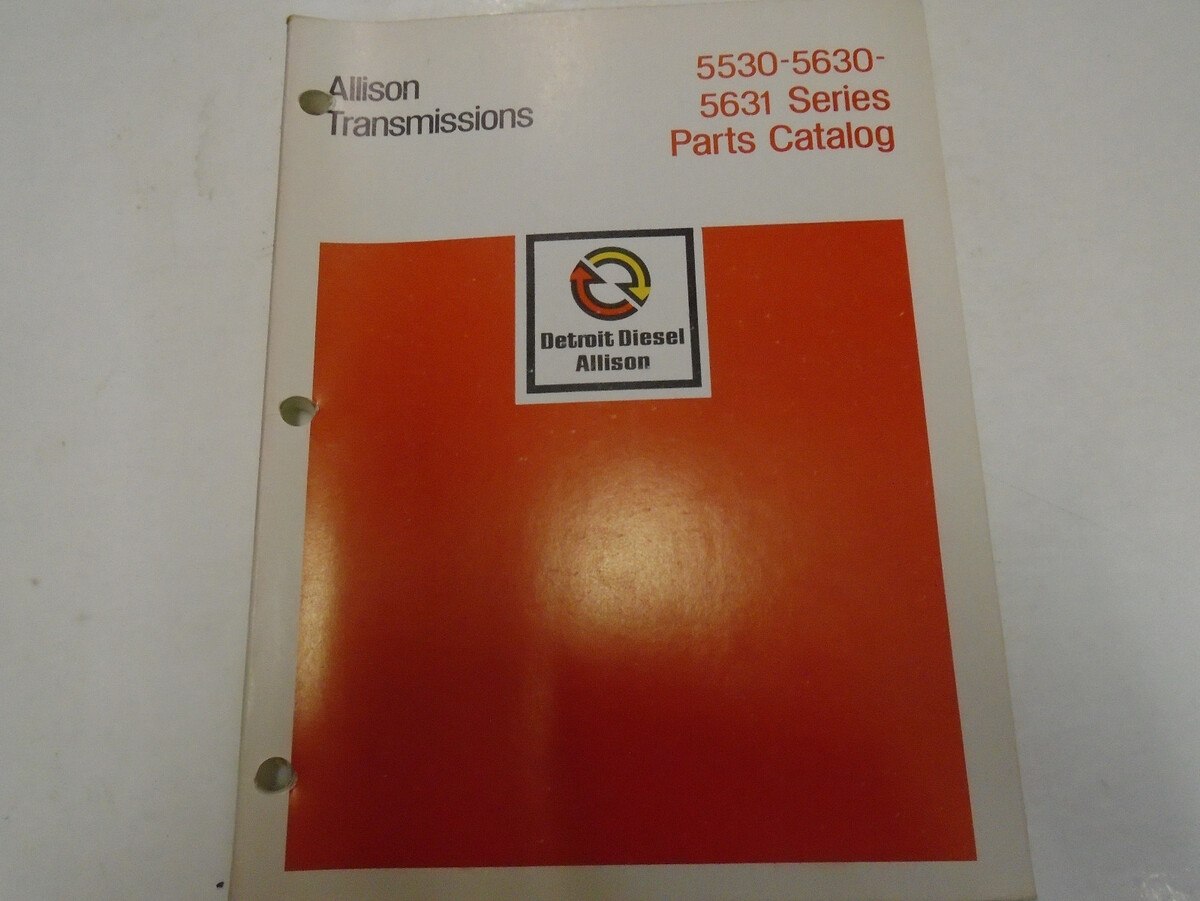 Allison
Transmissions
5530-5630-
5631 Series
Parts Catalog
Detroit Diesel
Allison